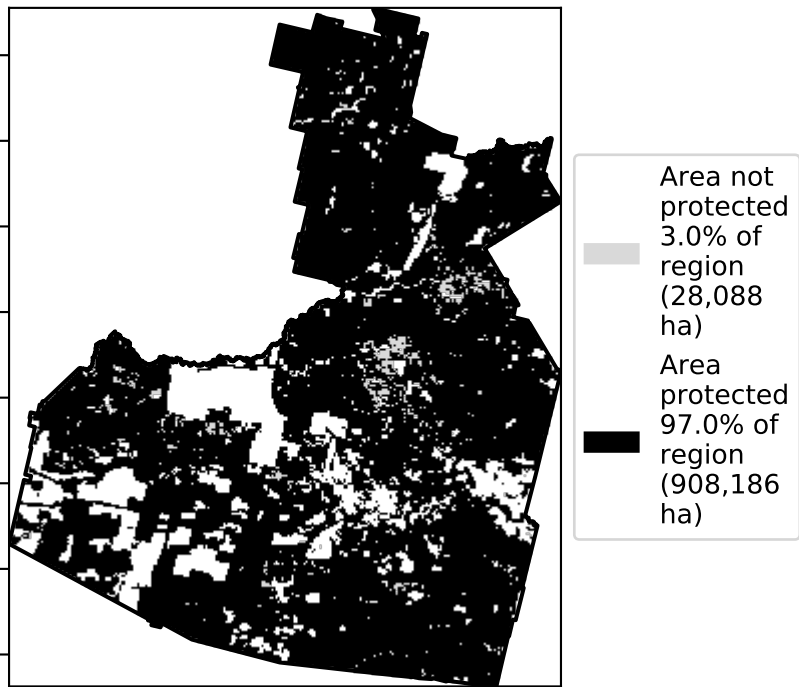 Area not
protected
3.0% of
region
(28,088
ha)
Area
protected
97.0% of
region
(908,186
ha)